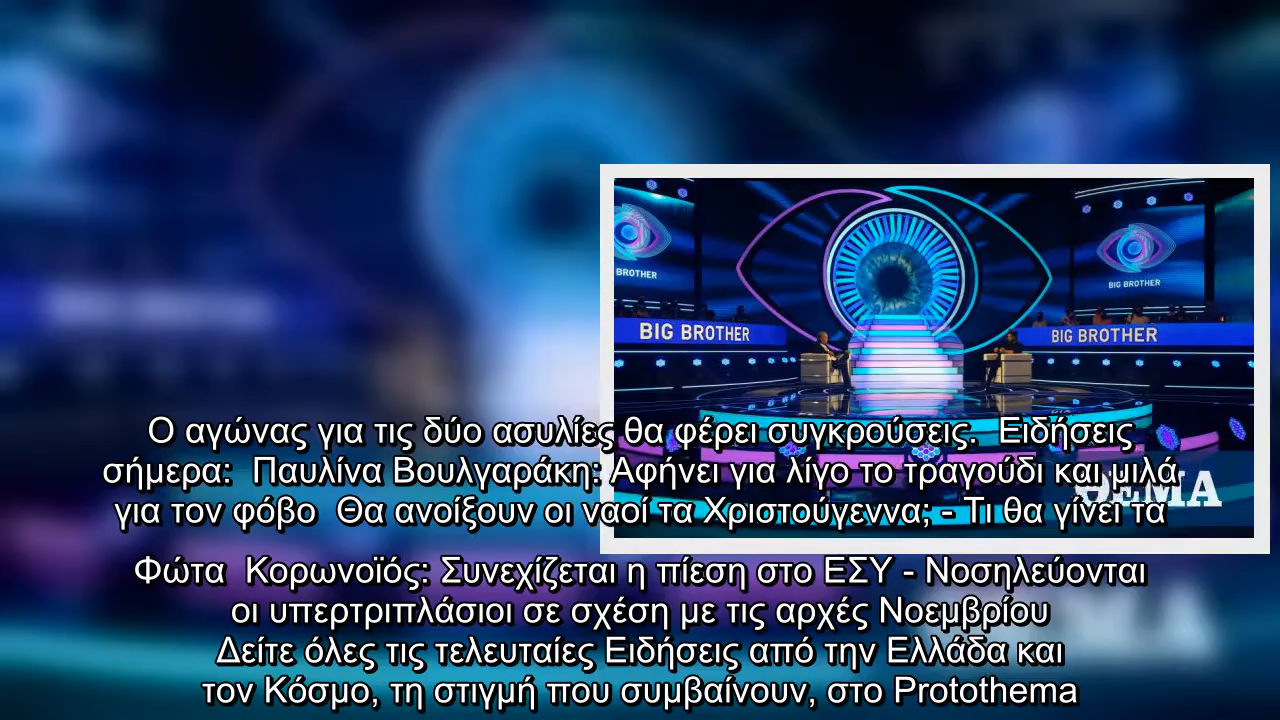 BIG BROTHER
BIG BROTHER
BIG BROTHER
BIG BROTHER
Ο αγώνας για τις δύο ασυλίες θα φέρει συγκρούσεις. Ειδήσεις
σήμερα: Παυλίνα Βουλγαράκη: Αφήνει για λίγο το τραγούδι και μιλά
ΘΕΜΑ
για τον φόβο Θα ανοίξουν οι ναοί τα Χριστούγεννα; - Τι θα γίνει τα
Φώτα Κορωνοϊός: Συνεχίζεται η πίεση στο ΕΣΥ - Νοσηλεύονται
οι υπερτριπλάσιοι σε σχέση με τις αρχές Νοεμβρίου
Δείτε όλες τις τελευταίες Ειδήσεις από την Ελλάδα και
τον Κόσμο, τη στιγμή που συμβαίνουν, στο Protothema